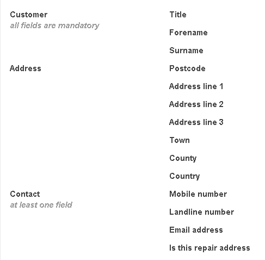 Customer Title
all fields are mandatory
Forename
Surname
Address Postcode
Address line 1
Address line 2
Address line 3
Town
County
Country
Contact Mobile number
at least one field
Landline number
Email address
Is this repair address